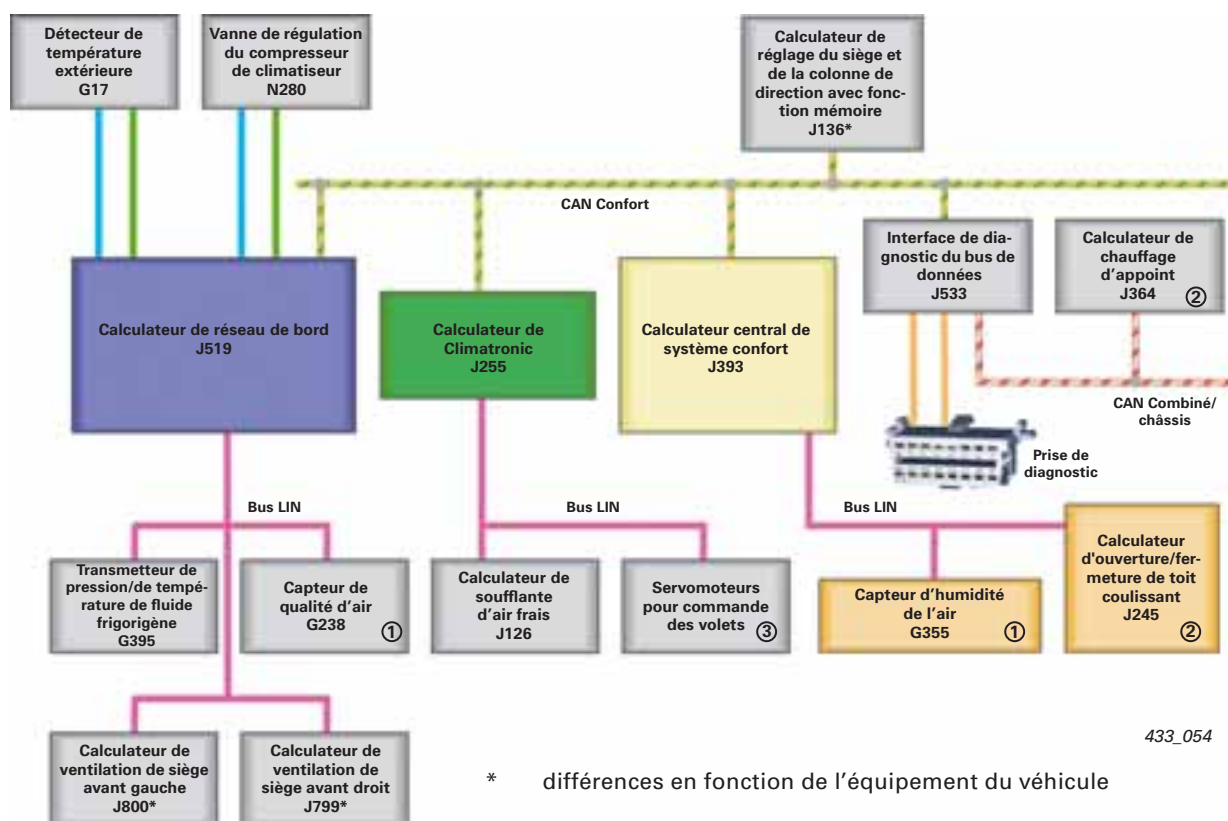 Détecteur de
température
extérieure
G17
Vanne de régulation
du compresseur
de climatiseur
N280
Calculateur de
réglage du siège et
de la colonne de
direction avec fonc-
tion mémoire
J136*
CAN Confort
Calculateur de réseau de bord
J519
Calculateur de
Climatronic
J255
Calculateur central de
système confort
J393
Interface de dia-
gnostic du bus de
données
J533
Calculateur de
chauffage
d'appoint
J364 ②
CAN Combiné/
châssis
Prise de
diagnostic
Bus LIN
Bus LIN
Bus LIN
Transmetteur de
pression/de tempé-
rature de fluide
frigorigène
G395
Capteur de
qualité d'air
G238 ①
Calculateur de
soufflante
d'air frais
J126
Servomoteurs
pour commande
des volets ③
Capteur d'humidité
de l'air
G355 ①
Calculateur
d'ouverture/fer-
meture de toit
coulissant
J245 ②
Calculateur de
ventilation de siège
avant gauche
J800*
Calculateur de
ventilation de
siège avant droit
J799*
433_054
* différences en fonction de l'équipement du véhicule